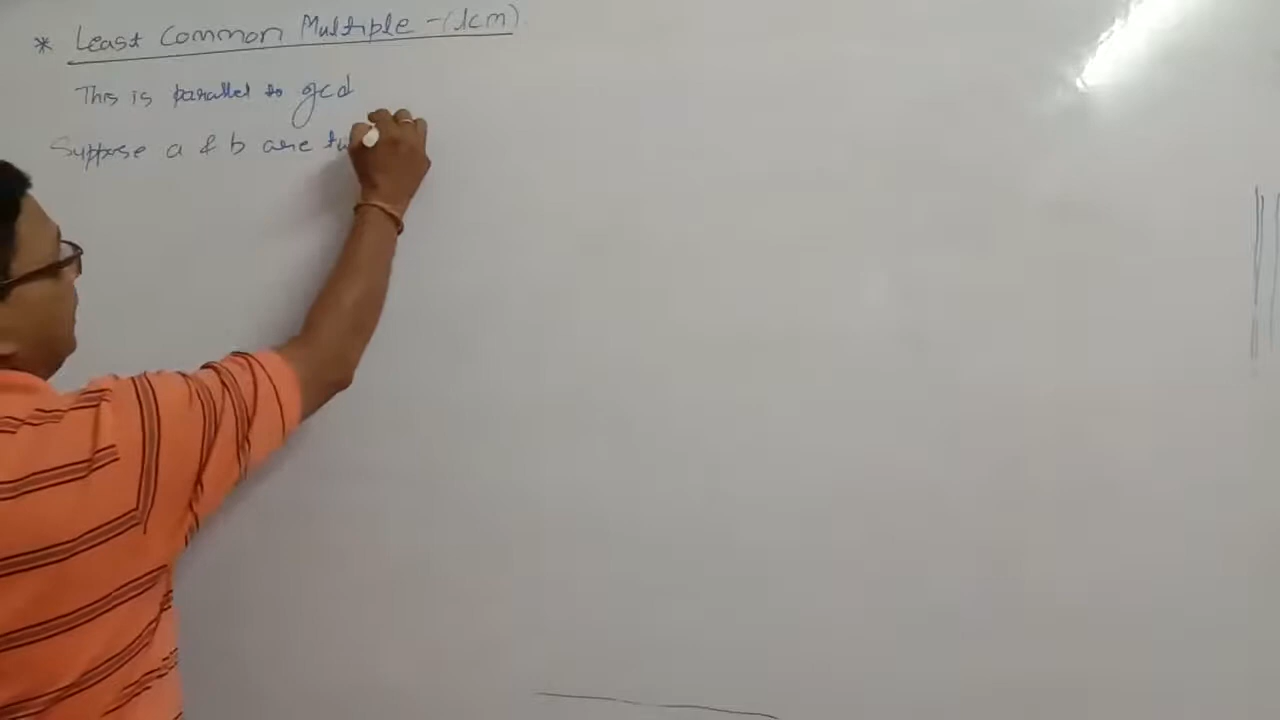 * Least Common Multiple - (lcm)
This is parallel to gcd
Suppose a & b are tw